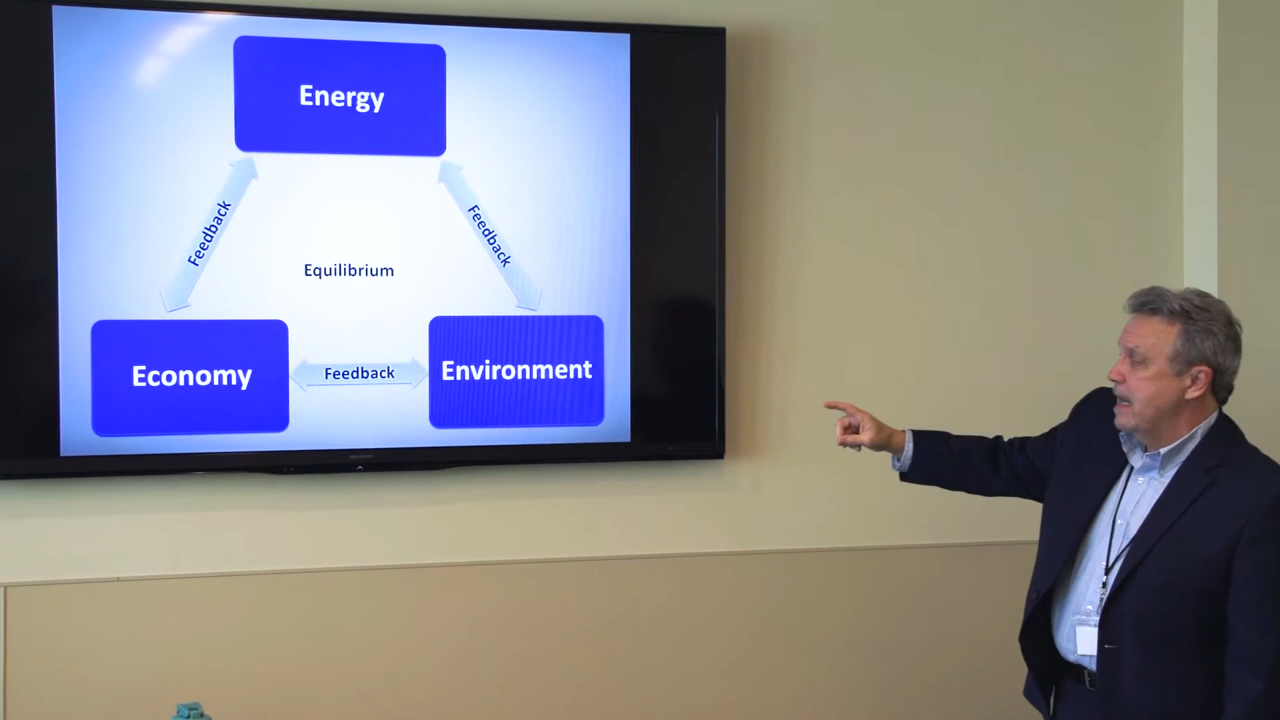 Energy
Feedback
Feedback
Equilibrium
Economy
Feedback
Environment